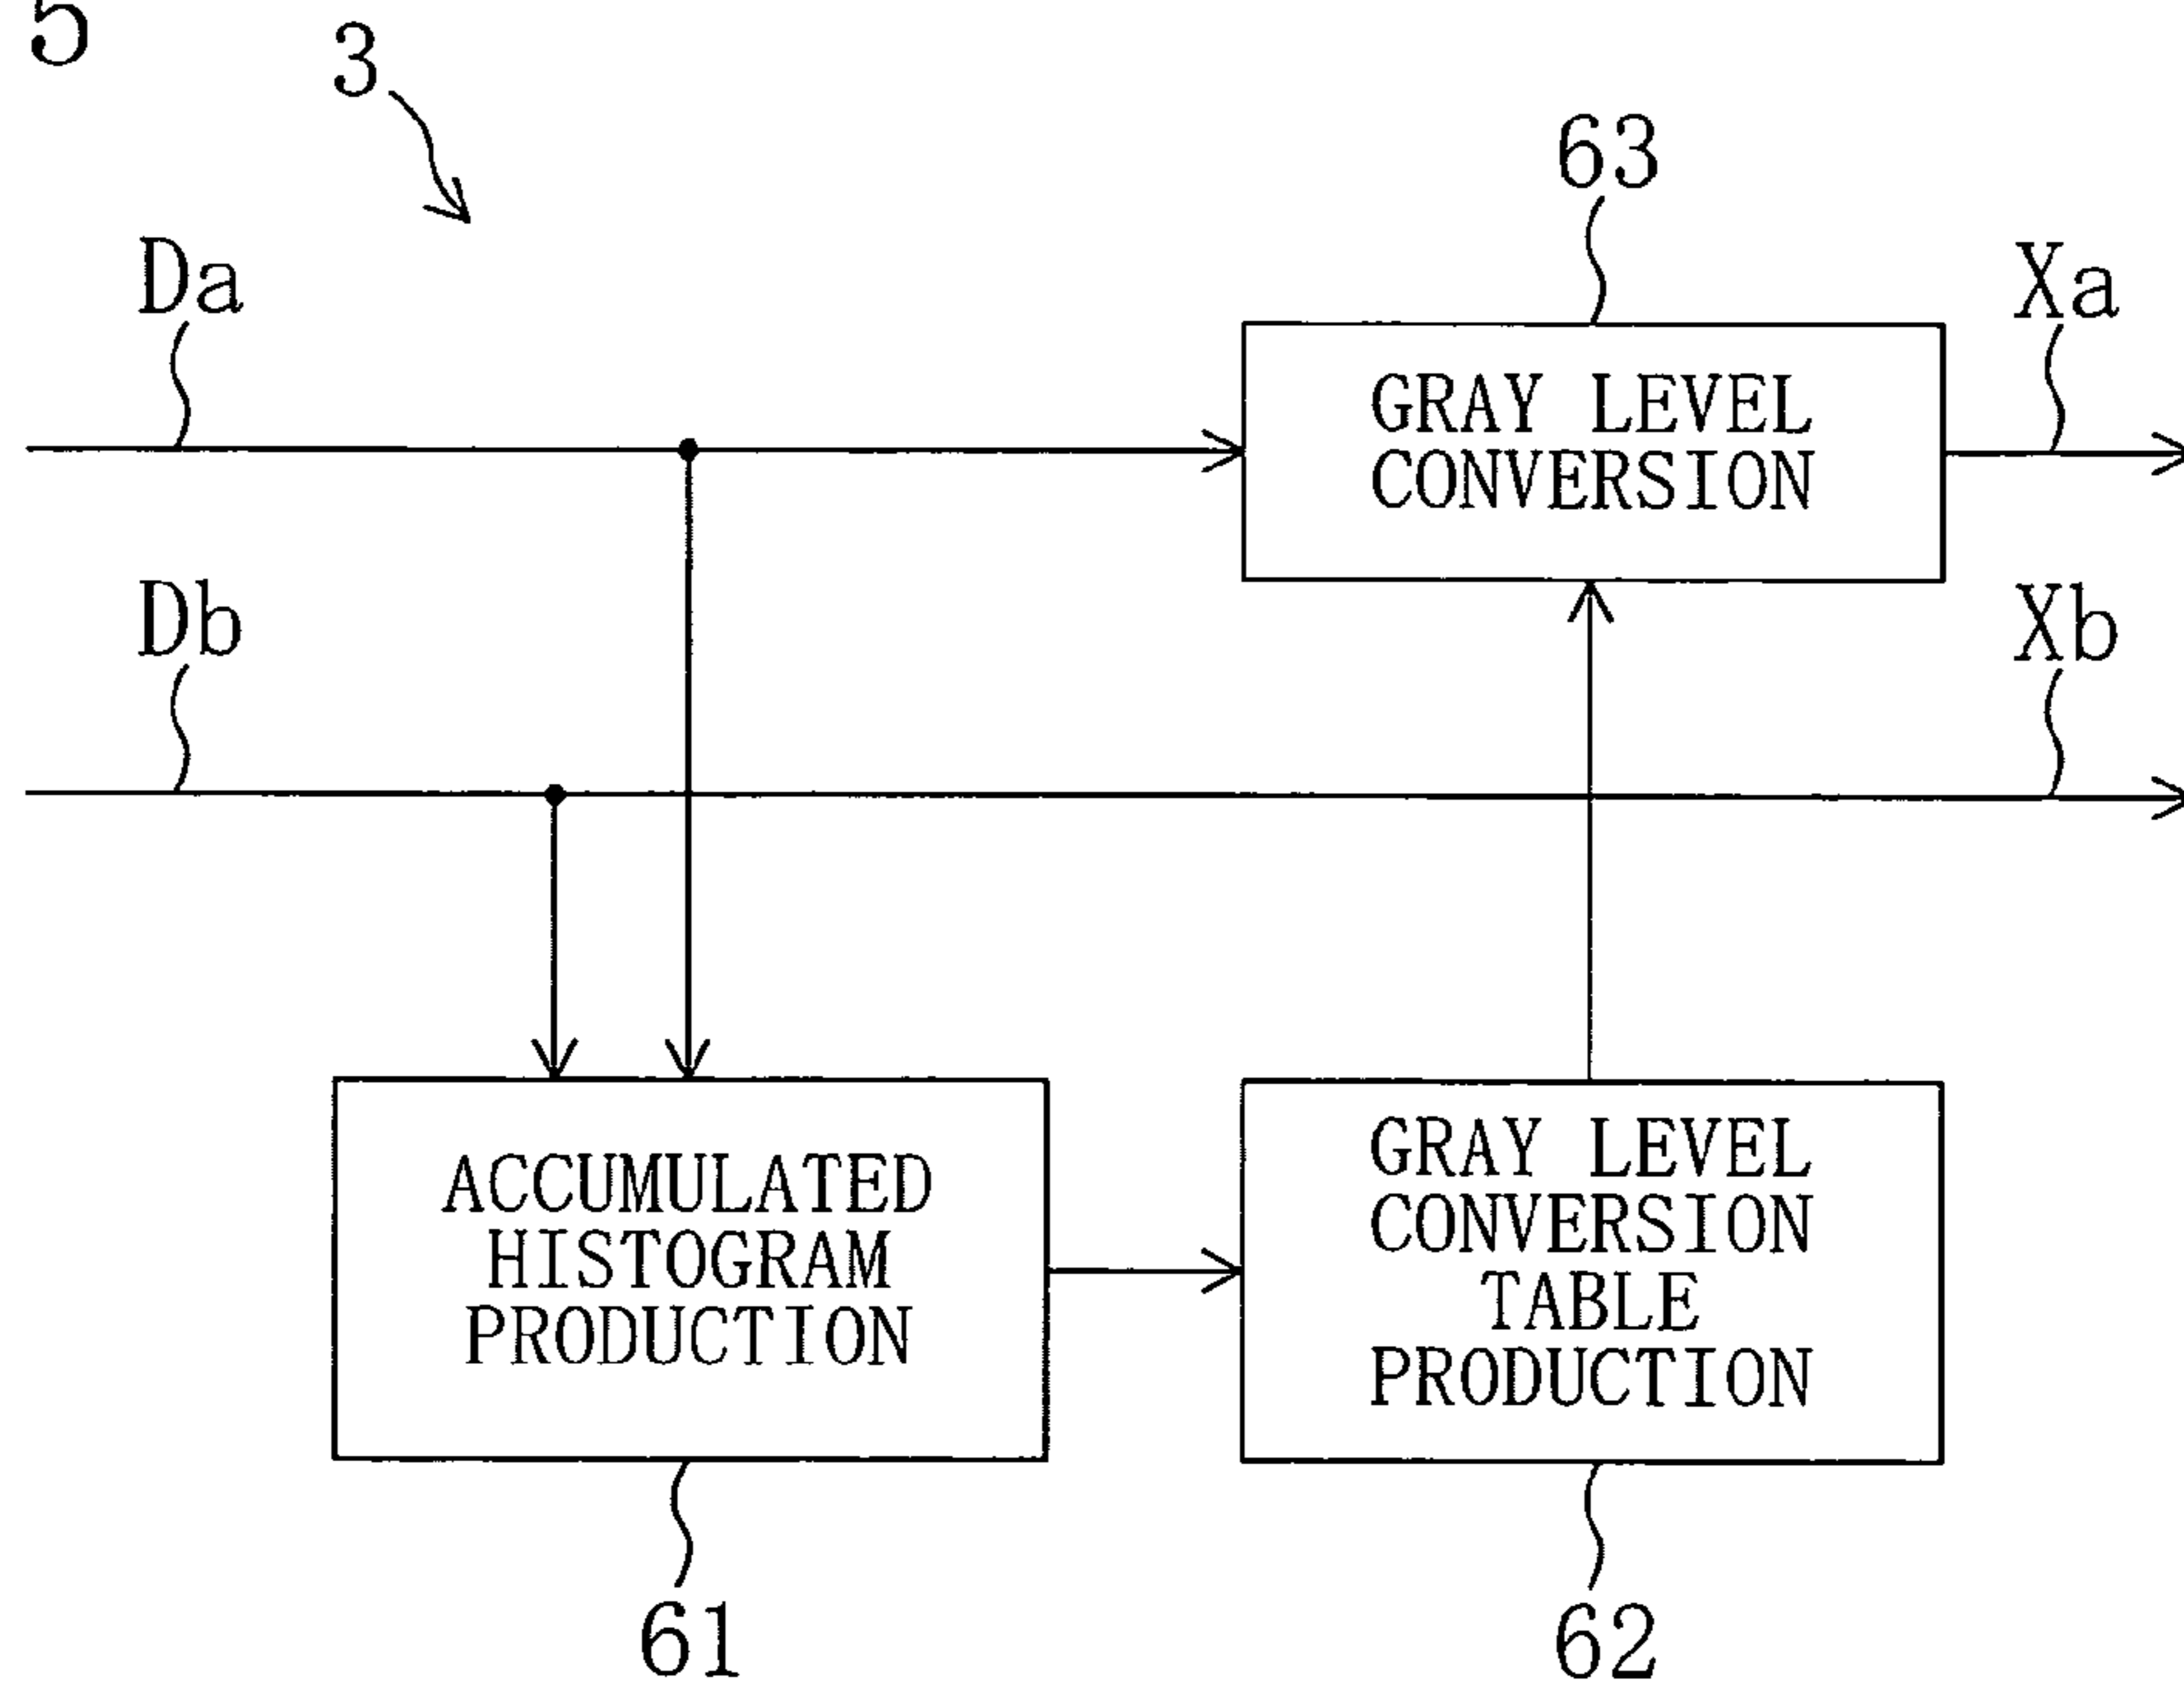 5
3
63
Da
Xa
GRAY LEVEL
CONVERSION
Db
Xb
ACCUMULATED
HISTOGRAM
PRODUCTION
GRAY LEVEL
CONVERSION
TABLE
PRODUCTION
61
62